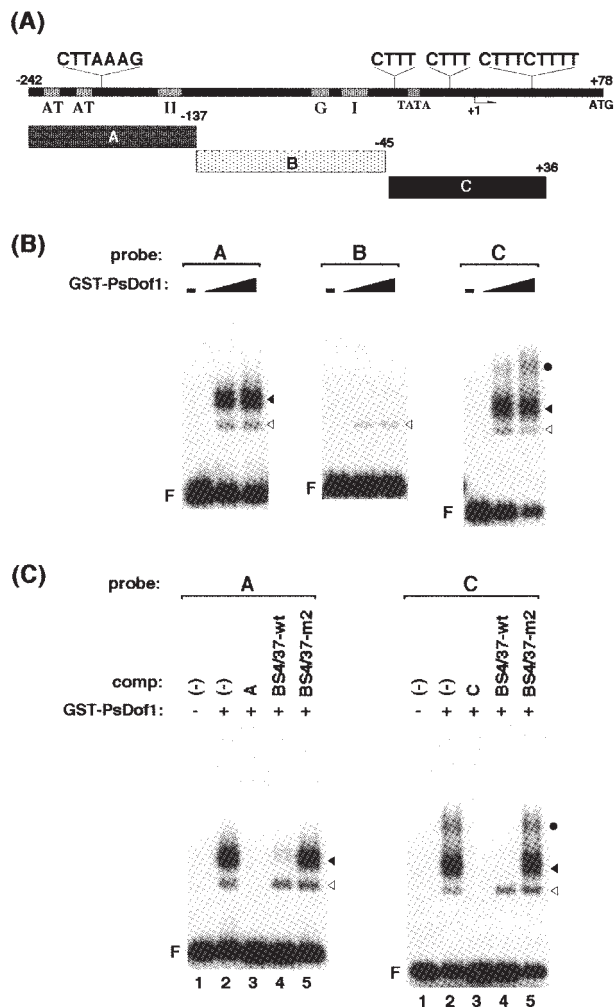 (A)
CTTAAAG CTTT CTTT CTTTCTTTT
-242 +78
AT AT II G I TATA +1 ATG
-137
A
-45
B
+36
C
(B)
probe: A B C
GST-PsDof1: -  -  -
F F F
(C)
probe: A C
comp: (-) (-) A BS4/37-wt BS4/37-m2 (-) (-) C BS4/37-wt BS4/37-m2
GST-PsDof1: - + + + + - + + + +
F F
1 2 3 4 5 1 2 3 4 5